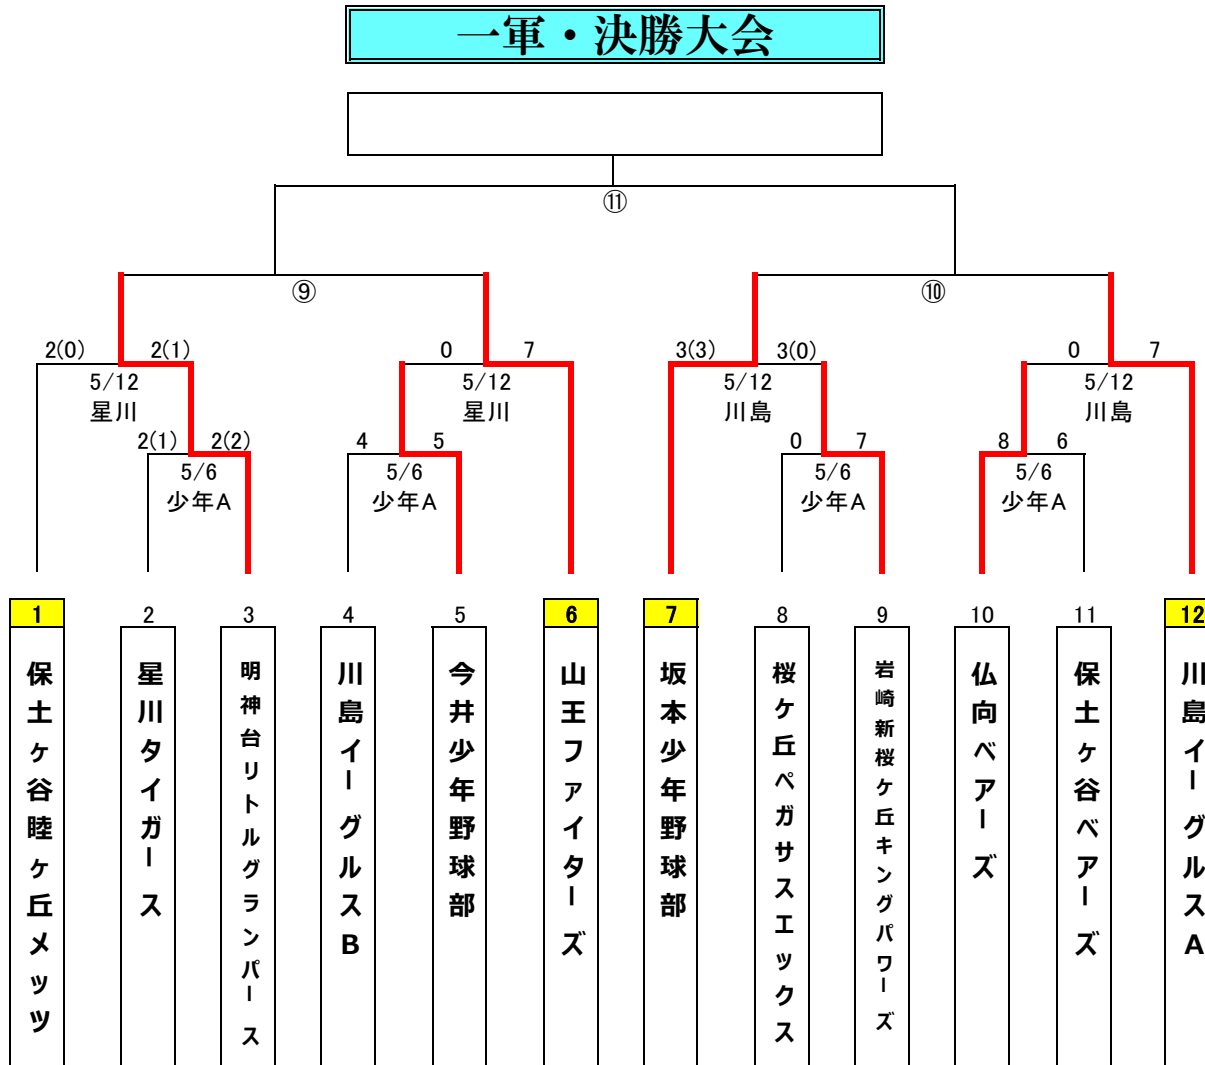 一軍・決勝大会
⑪
⑨ ⑩
2(0) 2(1) 0 7 3(3) 3(0) 0 7
5/12 5/12 5/12 5/12
星川 星川 川島 川島
2(1) 2(2) 4 5 0 7 8 6
5/6 5/6 5/6 5/6
少年A 少年A 少年A 少年A
1 2 3 4 5 6 7 8 9 10 11 12
保土ヶ谷睦ヶ丘メッツ
星川タイガース
明神台リトルグランパース
川島イーグルスB
今井少年野球部
山王ファイターズ
坂本少年野球部
桜ケ丘ペガサスエックス
岩崎新桜ケ丘キングパワーズ
仏向ベアーズ
保土ヶ谷ベアーズ
川島イーグルスA